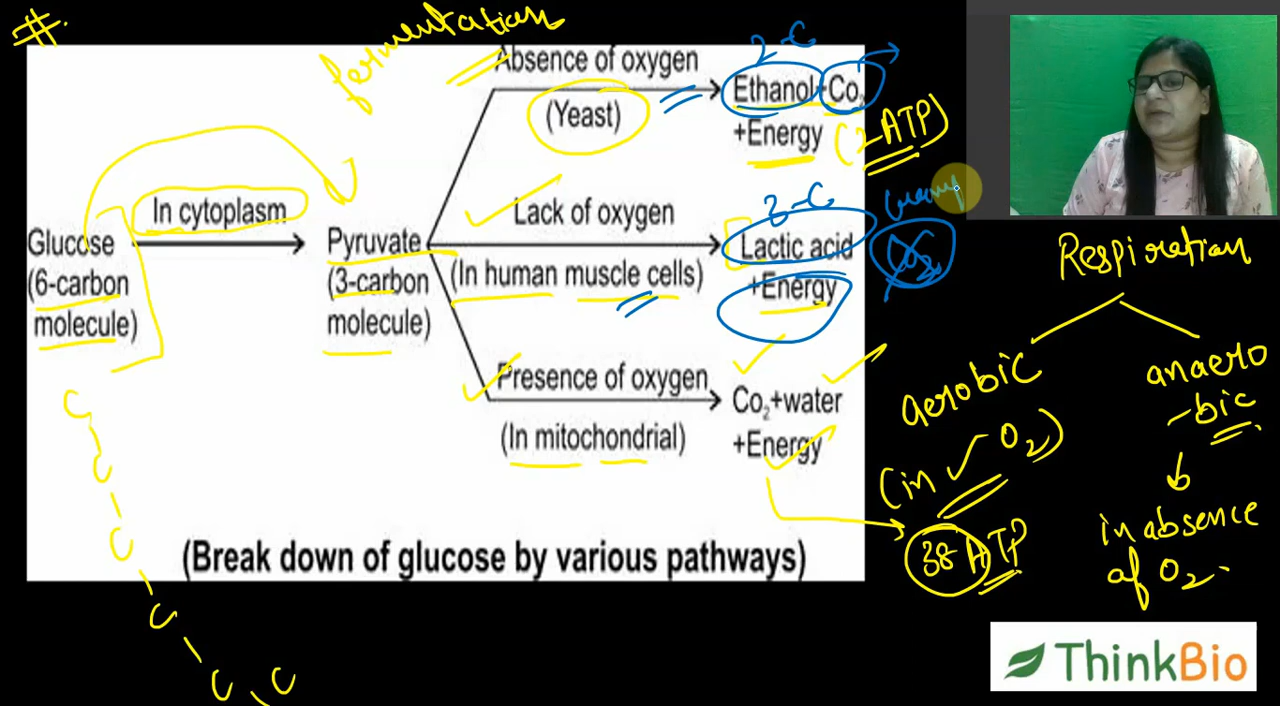 #.
fermentation
Absence of oxygen
(Yeast)
2-C
Ethanol+Co2
+Energy
(2-ATP)
Glucose
(6-carbon
molecule)
In cytoplasm
Pyruvate
(3-carbon
molecule)
Lack of oxygen
(In human muscle cells)
3-C
Lactic acid
+Energy
Presence of oxygen
(In mitochondrial)
Co2+water
+Energy
(Break down of glucose by various pathways)
C
C
C
C
C
C
Respiration
aerobic
(in ✓ O2)
38 ATP
anaero
-bic
in absence
of O2.
ThinkBio